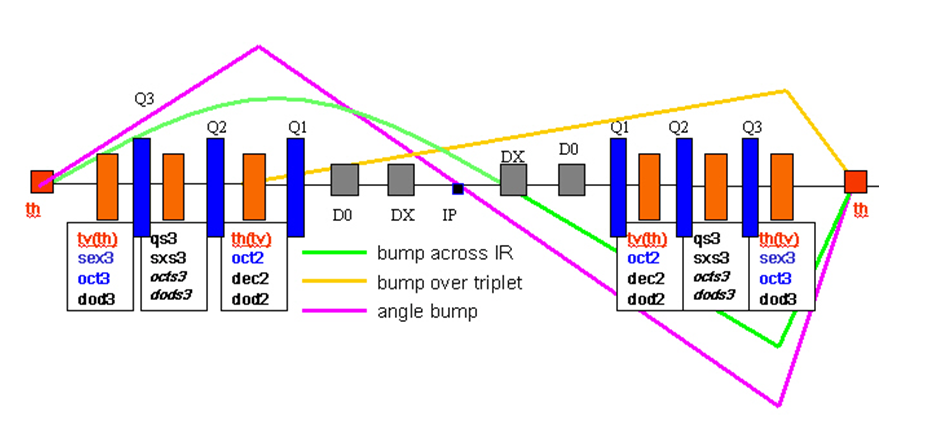 Q3
Q2
Q1
DX
D0
Q1
Q2
Q3
th
D0
DX
IP
th
tv(th)
sex3
oct3
dod3
qs3
sxs3
octs3
dods3
th(tv)
oct2
dec2
dod2
bump across IR
bump over triplet
angle bump
tv(th)
oct2
dec2
dod2
qs3
sxs3
octs3
dods3
th(tv)
sex3
oct3
dod3